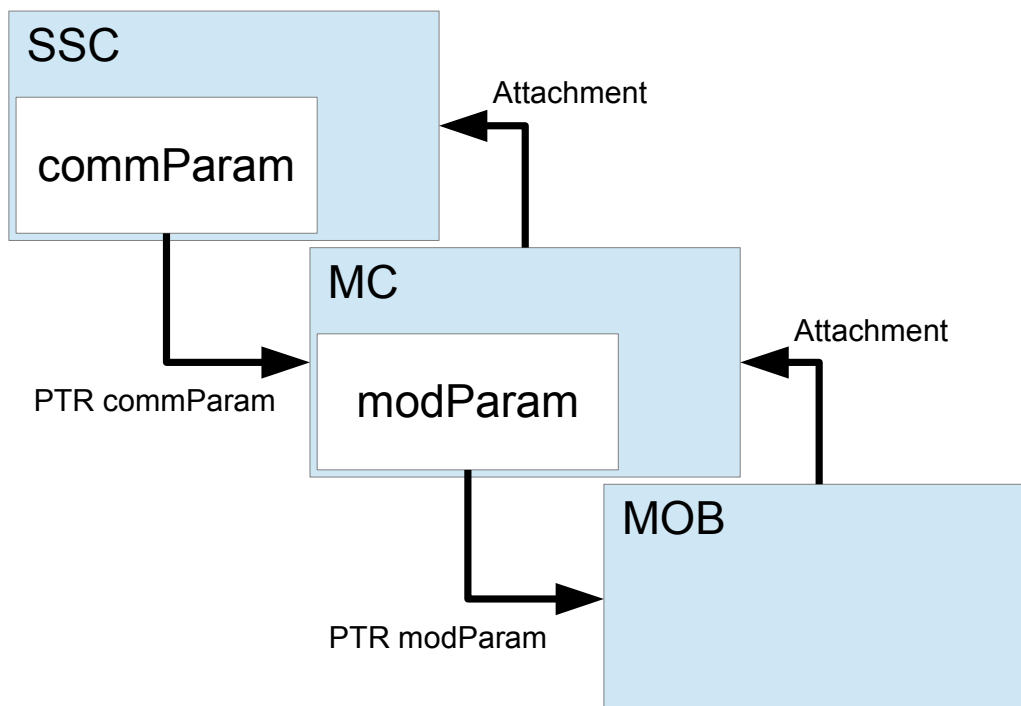 SSC
commParam
Attachment
MC
modParam
PTR commParam
Attachment
MOB
PTR modParam